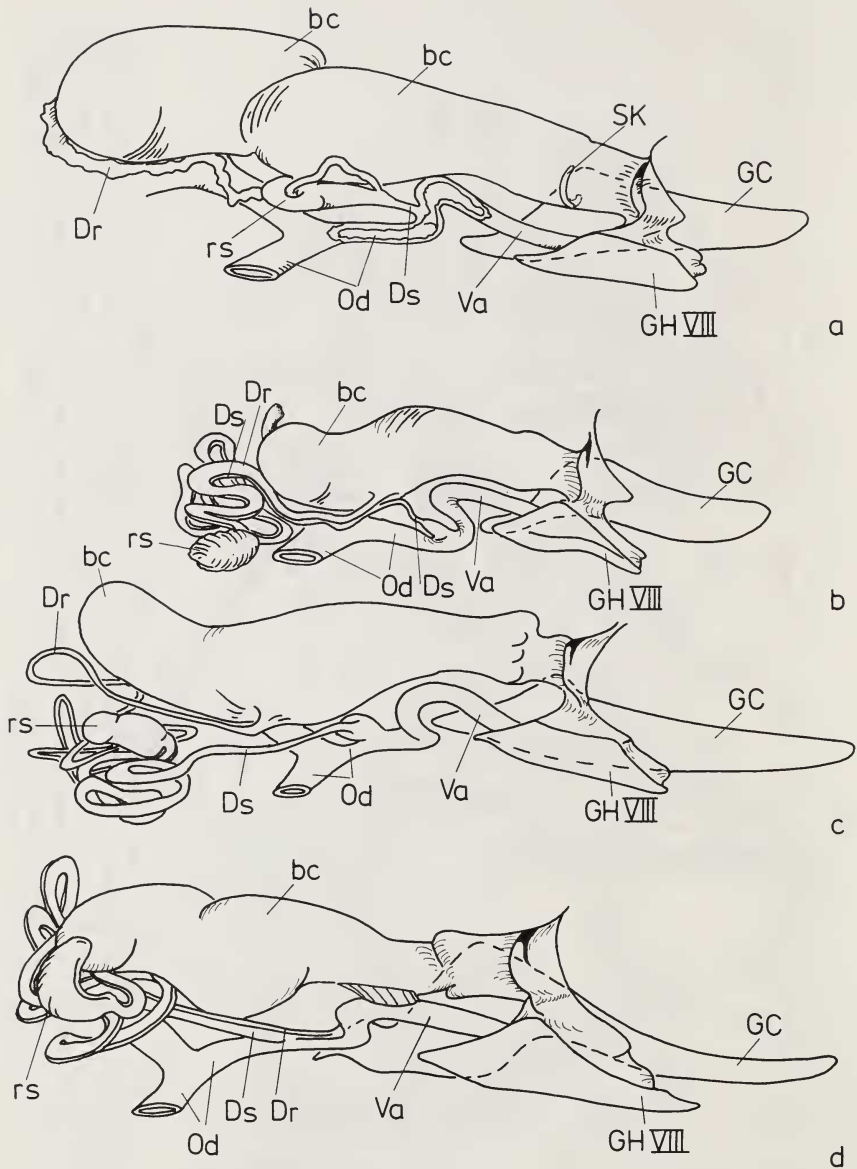 bc
bc
SK
GC
Dr
rs
Od
Ds
Va
GH VIII
a
Ds
Dr
bc
GC
rs
Od
Ds
Va
GH VIII
b
bc
Dr
rs
GC
Ds
Od
Va
GH VIII
c
bc
GC
rs
Od
Ds
Dr
Va
GH VIII
d